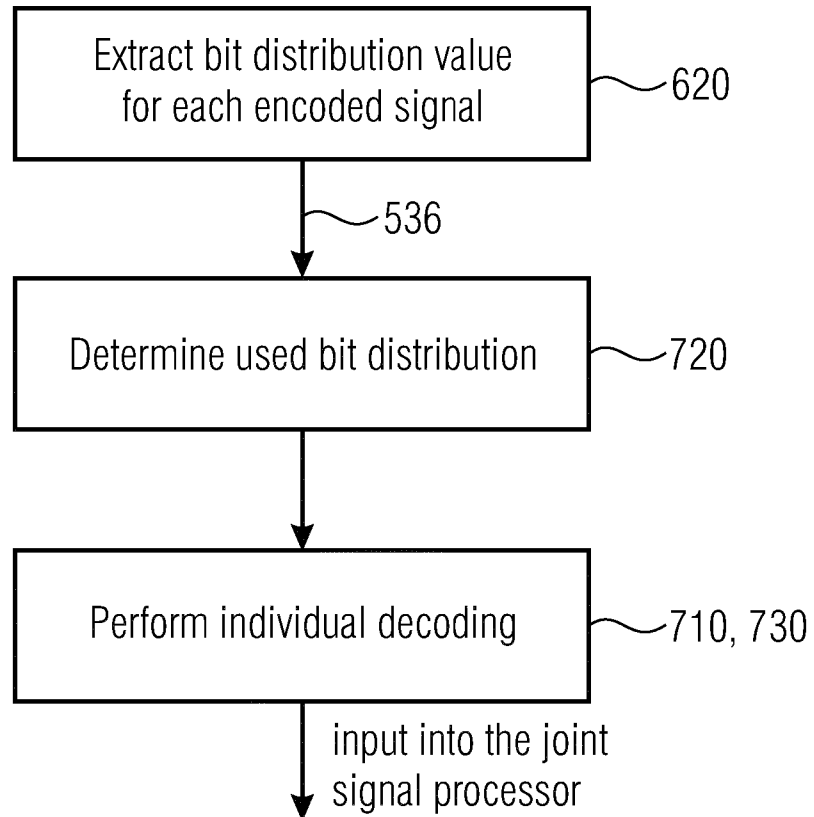 Extract bit distribution value
for each encoded signal
620
536
Determine used bit distribution
720
Perform individual decoding
710, 730
input into the joint
signal processor